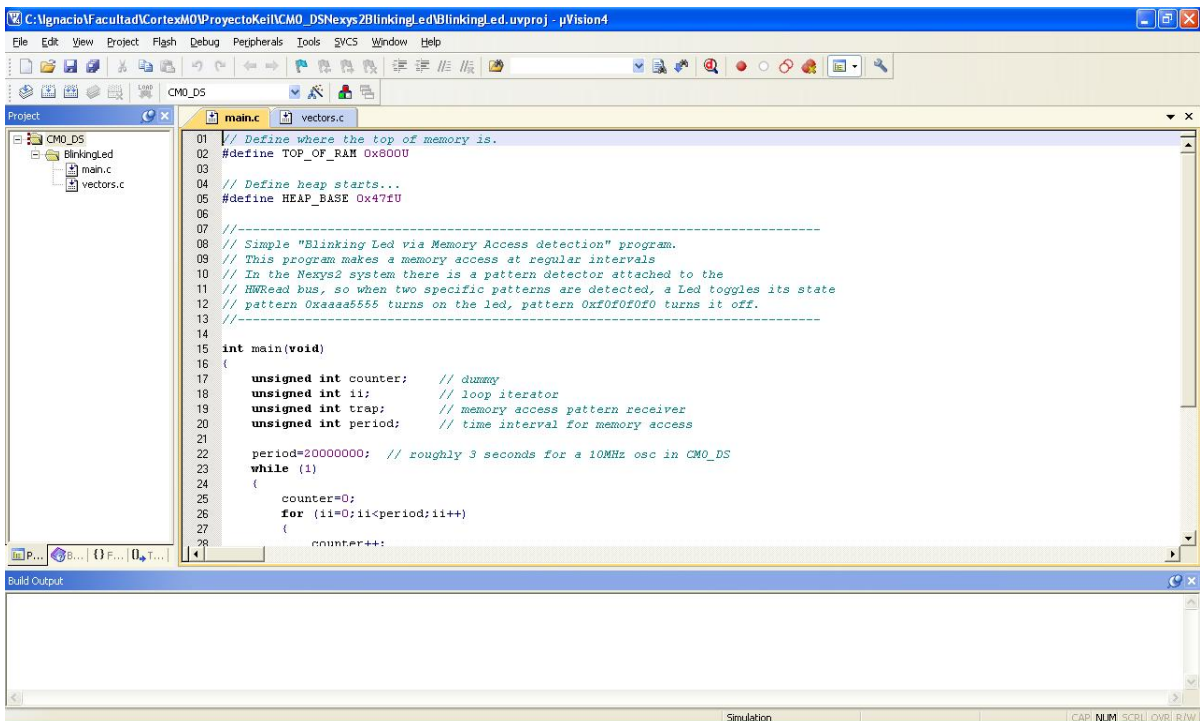 C:\Ignacio\Facultad\CortexM0\ProyectoKeil\CM0_DSNexys2BlinkingLed\BlinkingLed.uvproj - µVision4
File Edit View Project Flash Debug Peripherals Tools SVCS Window Help
CM0_DS
Project
main.c vectors.c
CM0_DS
BlinkingLed
main.c
vectors.c
01 // Define where the top of memory is.
02 #define TOP_OF_RAM 0x800U
03
04 // Define heap starts...
05 #define HEAP_BASE 0x47fU
06
07 //------------------------------------------------------------------------------
08 // Simple "Blinking Led via Memory Access detection" program.
09 // This program makes a memory access at regular intervals
10 // In the Nexys2 system there is a pattern detector attached to the
11 // HWRead bus, so when two specific patterns are detected, a Led toggles its state
12 // pattern 0xaaaa5555 turns on the led, pattern 0xf0f0f0f0 turns it off.
13 //------------------------------------------------------------------------------
14
15 int main(void)
16 {
17 unsigned int counter; // dummy
18 unsigned int ii; // loop iterator
19 unsigned int trap; // memory access pattern receiver
20 unsigned int period; // time interval for memory access
21
22 period=20000000; // roughly 3 seconds for a 10MHz osc in CM0_DS
23 while (1)
24 {
25 counter=0;
26 for (ii=0;ii<period;ii++)
27 {
28 counter++;
P... B... {} F... 0 T...
Build Output
Simulation CAP NUM SCRL OVR R/W